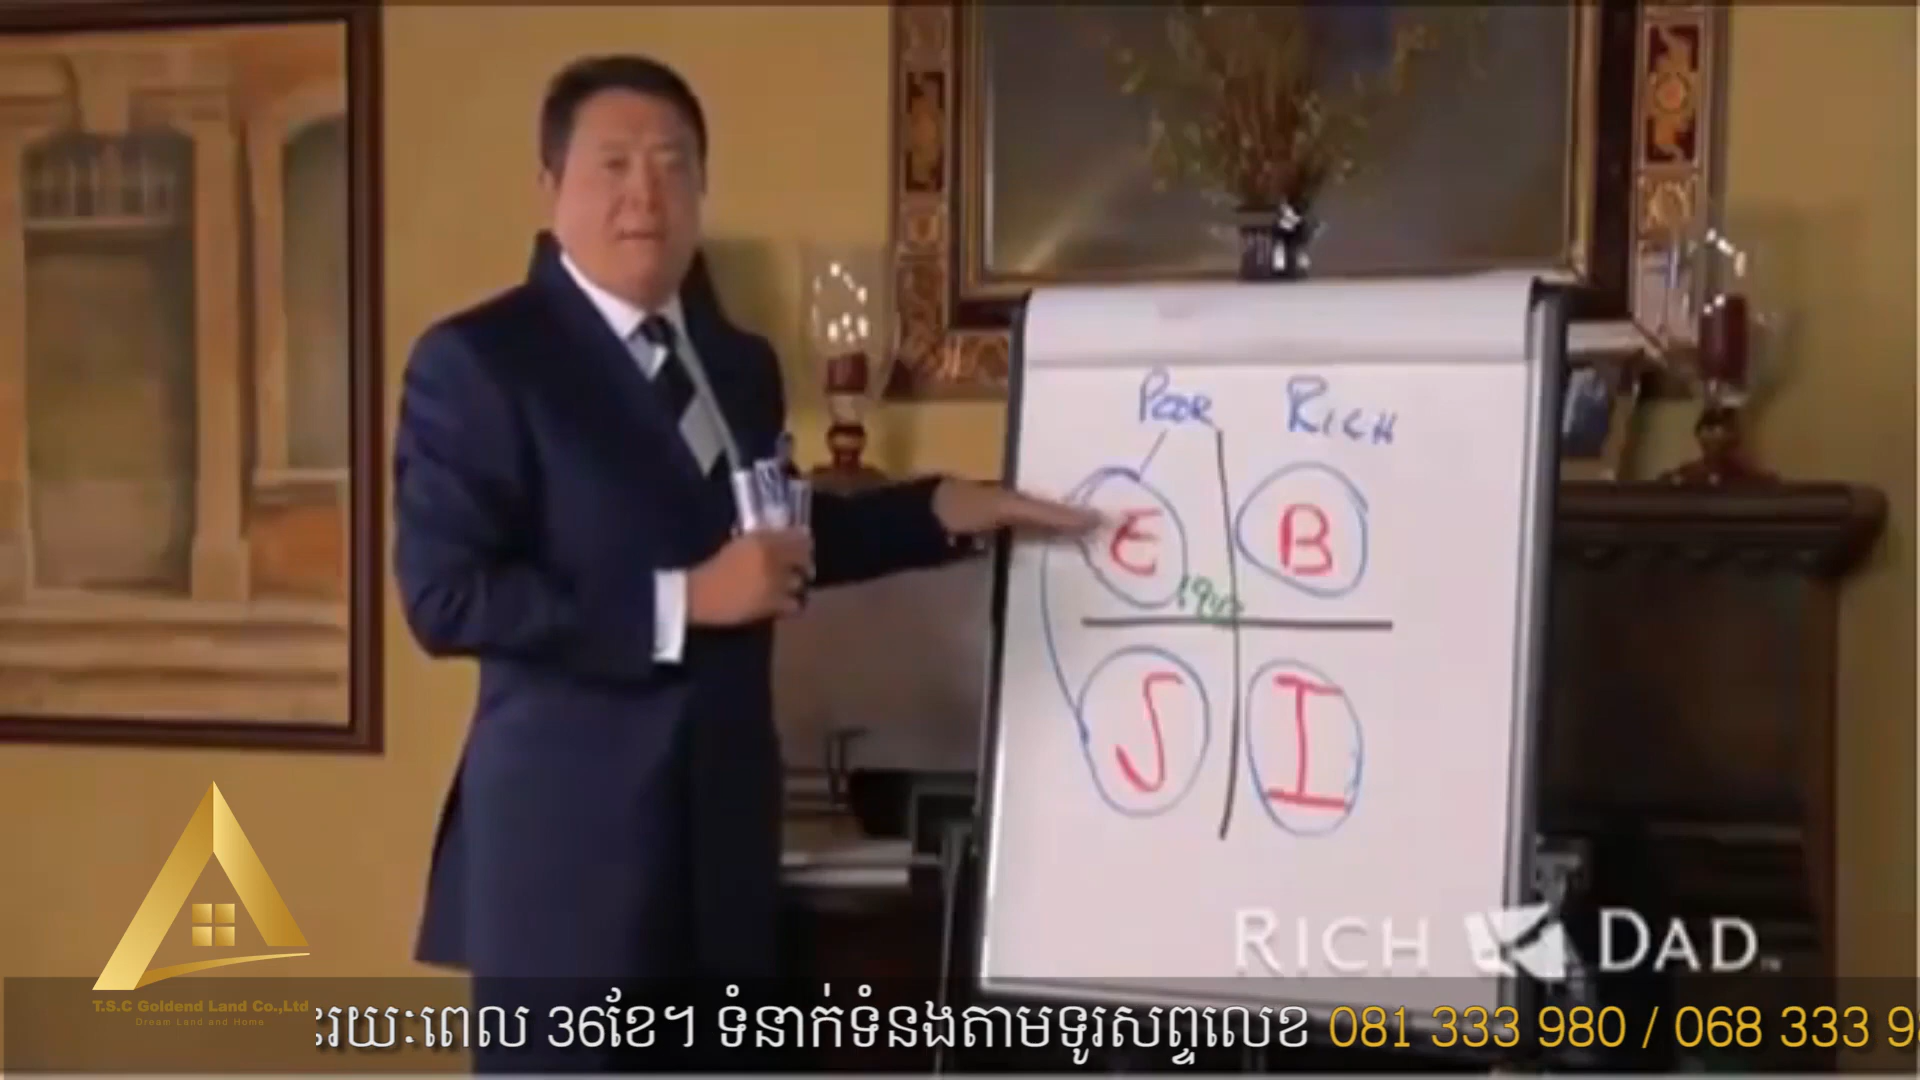 POOR RICH
E B
S I
RICH DAD™
T.S.C Goldend Land Co.,Ltd
Dream Land and Home
រយៈពេល 36ខែ។ ទំនាក់ទំនងតាមទូរសព្ទលេខ 081 333 980 / 068 333 9